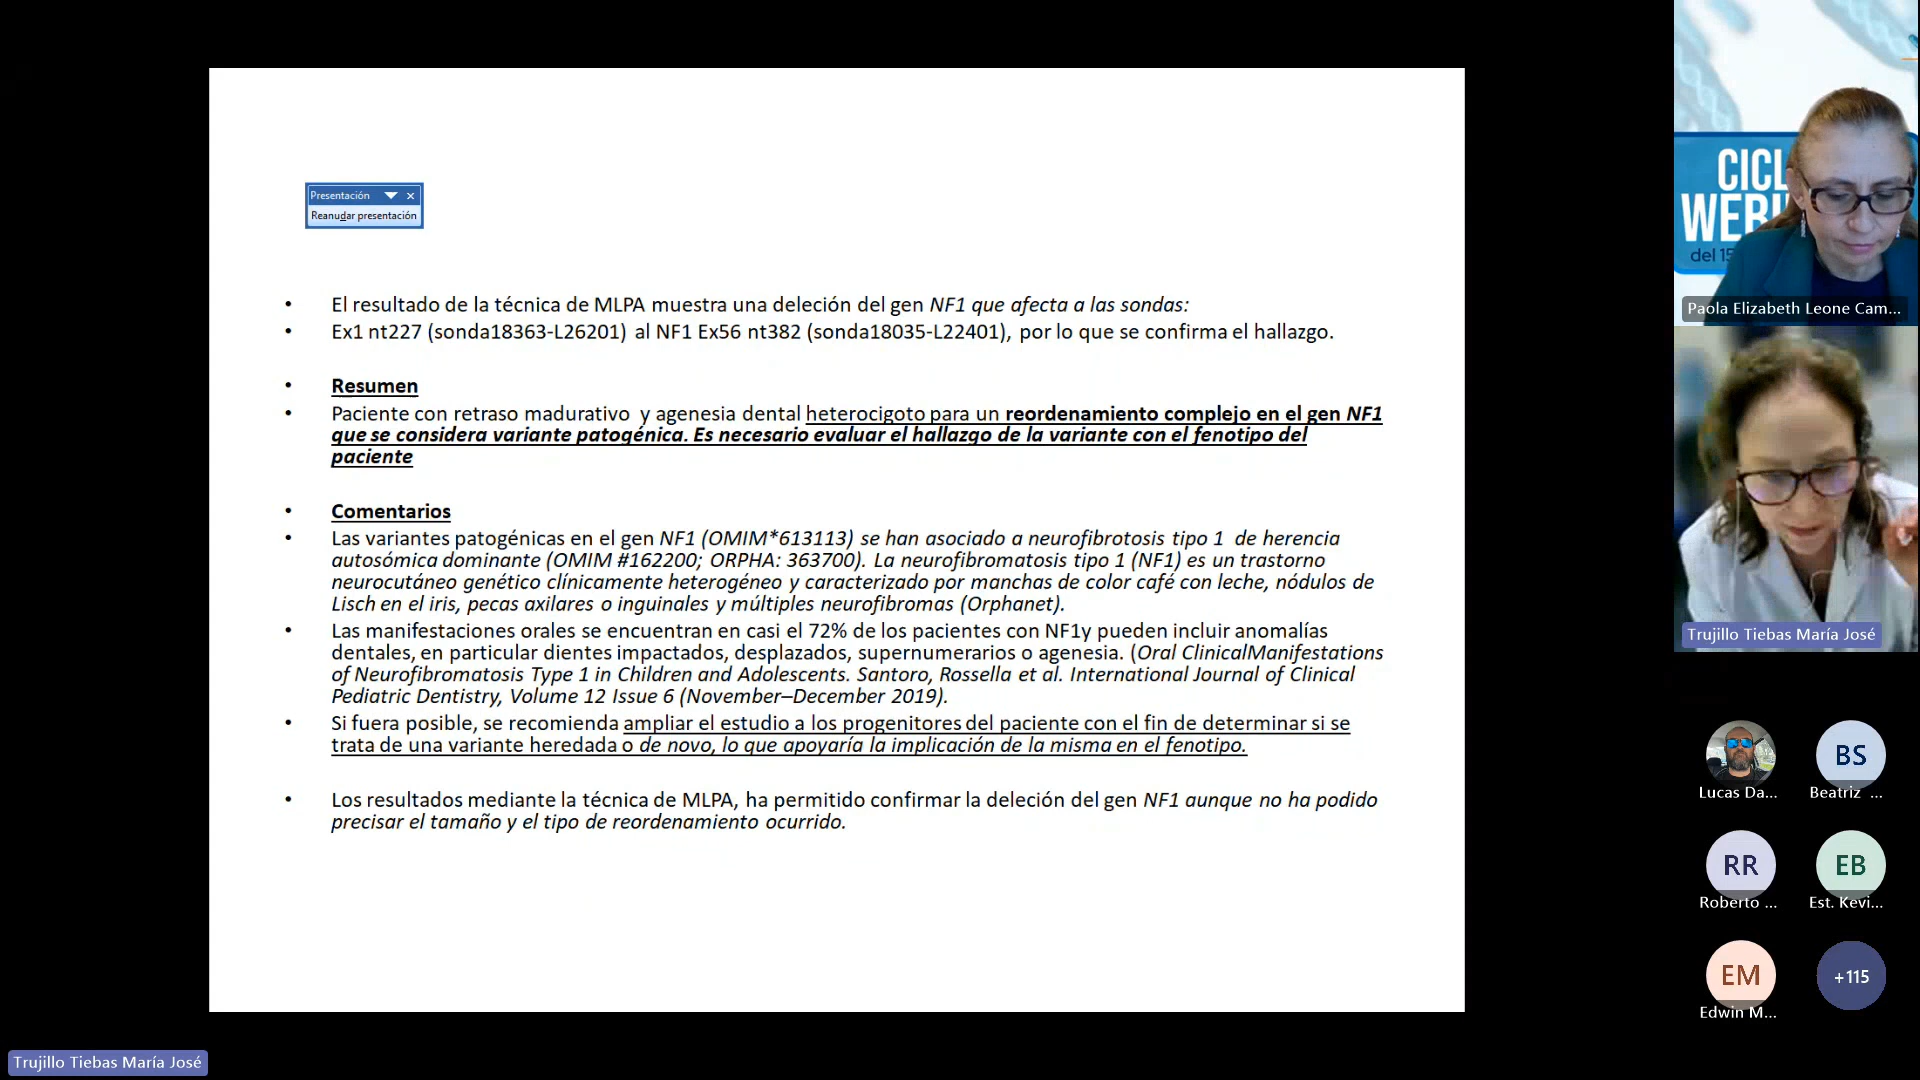 Presentación
Reanudar presentación
• El resultado de la técnica de MLPA muestra una deleción del gen NF1 que afecta a las sondas:
• Ex1 nt227 (sonda18363-L26201) al NF1 Ex56 nt382 (sonda18035-L22401), por lo que se confirma el hallazgo.
• Resumen
• Paciente con retraso madurativo y agenesia dental heterocigoto para un reordenamiento complejo en el gen NF1
que se considera variante patogénica. Es necesario evaluar el hallazgo de la variante con el fenotipo del
paciente
• Comentarios
• Las variantes patogénicas en el gen NF1 (OMIM*613113) se han asociado a neurofibrotosis tipo 1 de herencia
autosómica dominante (OMIM #162200; ORPHA: 363700). La neurofibromatosis tipo 1 (NF1) es un trastorno
neurocutáneo genético clínicamente heterogéneo y caracterizado por manchas de color café con leche, nódulos de
Lisch en el iris, pecas axilares o inguinales y múltiples neurofibromas (Orphanet).
• Las manifestaciones orales se encuentran en casi el 72% de los pacientes con NF1y pueden incluir anomalías
dentales, en particular dientes impactados, desplazados, supernumerarios o agenesia. (Oral ClinicalManifestations
of Neurofibromatosis Type 1 in Children and Adolescents. Santoro, Rossella et al. International Journal of Clinical
Pediatric Dentistry, Volume 12 Issue 6 (November–December 2019).
• Si fuera posible, se recomienda ampliar el estudio a los progenitores del paciente con el fin de determinar si se
trata de una variante heredada o de novo, lo que apoyaría la implicación de la misma en el fenotipo.
• Los resultados mediante la técnica de MLPA, ha permitido confirmar la deleción del gen NF1 aunque no ha podido
precisar el tamaño y el tipo de reordenamiento ocurrido.
CICL
WEBI
del 15
Paola Elizabeth Leone Cam...
Trujillo Tiebas María José
BS
Lucas Da...
Beatriz ...
RR
EB
Roberto ...
Est. Kevi...
EM
+115
Edwin M...
Trujillo Tiebas María José